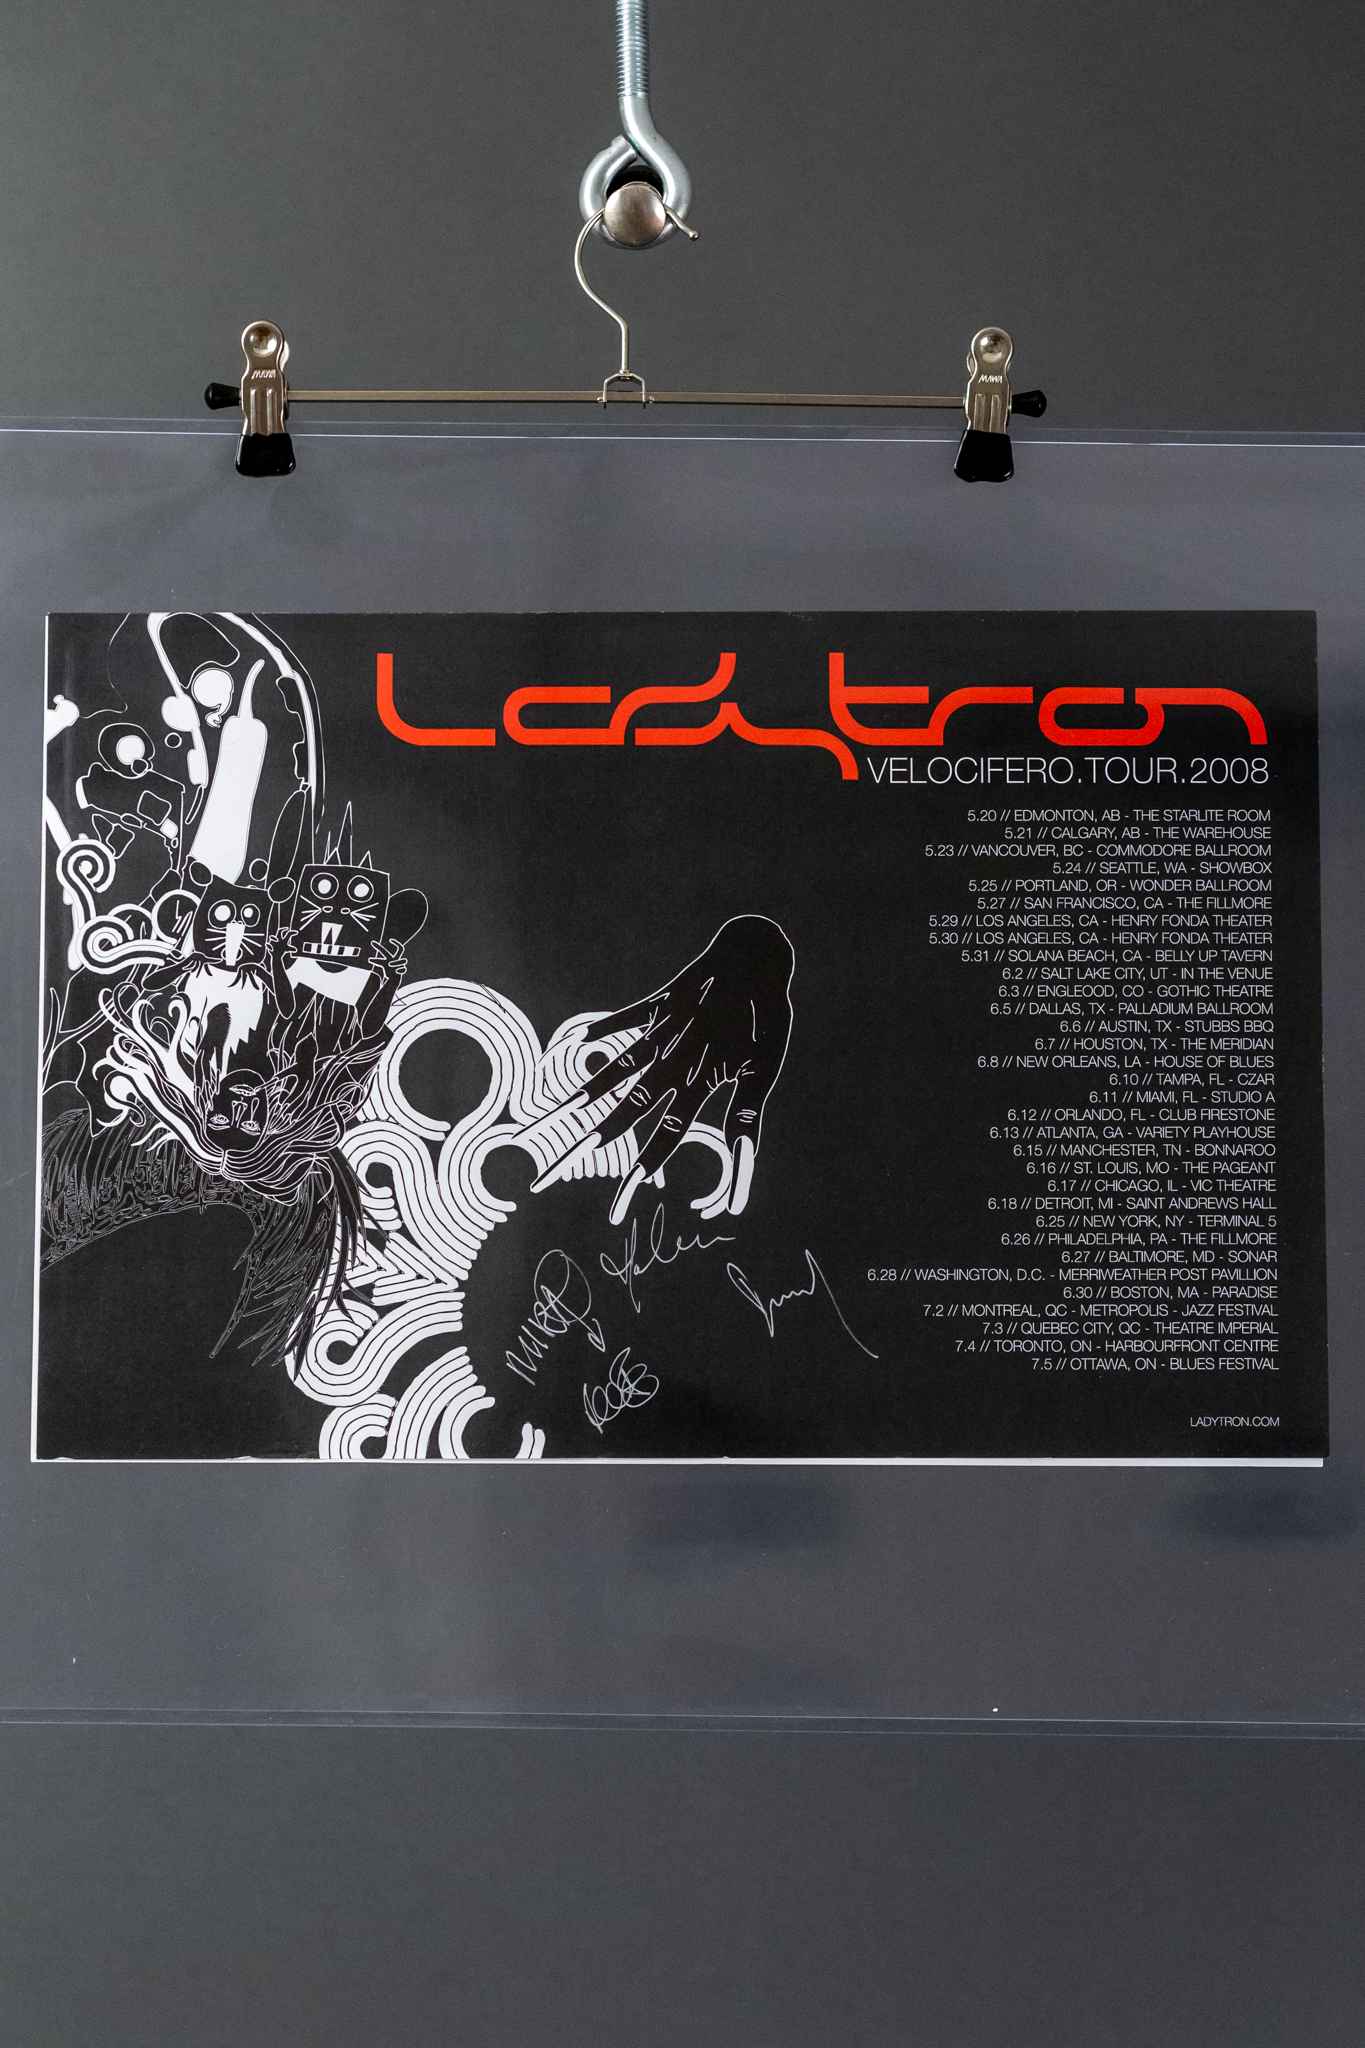 MAWA
MAWA
Ladytron
VELOCIFERO.TOUR.2008
5.20 // EDMONTON, AB - THE STARLITE ROOM
5.21 // CALGARY, AB - THE WAREHOUSE
5.23 // VANCOUVER, BC - COMMODORE BALLROOM
5.24 // SEATTLE, WA - SHOWBOX
5.25 // PORTLAND, OR - WONDER BALLROOM
5.27 // SAN FRANCISCO, CA - THE FILLMORE
5.29 // LOS ANGELES, CA - HENRY FONDA THEATER
5.30 // LOS ANGELES, CA - HENRY FONDA THEATER
5.31 // SOLANA BEACH, CA - BELLY UP TAVERN
6.2 // SALT LAKE CITY, UT - IN THE VENUE
6.3 // ENGLEOOD, CO - GOTHIC THEATRE
6.5 // DALLAS, TX - PALLADIUM BALLROOM
6.6 // AUSTIN, TX - STUBBS BBQ
6.7 // HOUSTON, TX - THE MERIDIAN
6.8 // NEW ORLEANS, LA - HOUSE OF BLUES
6.10 // TAMPA, FL - CZAR
6.11 // MIAMI, FL - STUDIO A
6.12 // ORLANDO, FL - CLUB FIRESTONE
6.13 // ATLANTA, GA - VARIETY PLAYHOUSE
6.15 // MANCHESTER, TN - BONNAROO
6.16 // ST. LOUIS, MO - THE PAGEANT
6.17 // CHICAGO, IL - VIC THEATRE
6.18 // DETROIT, MI - SAINT ANDREWS HALL
6.25 // NEW YORK, NY - TERMINAL 5
6.26 // PHILADELPHIA, PA - THE FILLMORE
6.27 // BALTIMORE, MD - SONAR
6.28 // WASHINGTON, D.C. - MERRIWEATHER POST PAVILLION
6.30 // BOSTON, MA - PARADISE
7.2 // MONTREAL, QC - METROPOLIS - JAZZ FESTIVAL
7.3 // QUEBEC CITY, QC - THEATRE IMPERIAL
7.4 // TORONTO, ON - HARBOURFRONT CENTRE
7.5 // OTTAWA, ON - BLUES FESTIVAL
LADYTRON.COM